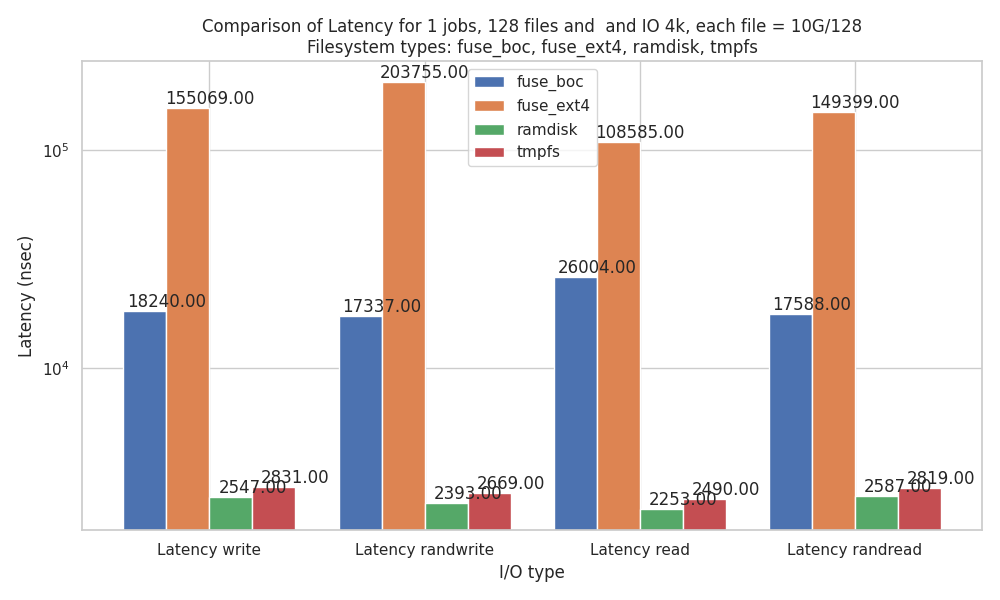 Comparison of Latency for 1 jobs, 128 files and  and IO 4k, each file = 10G/128
Filesystem types: fuse_boc, fuse_ext4, ramdisk, tmpfs
203755.00
155069.00
149399.00
108585.00
fuse_boc
fuse_ext4
ramdisk
tmpfs
10^5
26004.00
18240.00
17337.00
17588.00
10^4
2547.00
2831.00
2393.00
2669.00
2253.00
2490.00
2587.00
2819.00
Latency (nsec)
Latency write
Latency randwrite
Latency read
Latency randread
I/O type